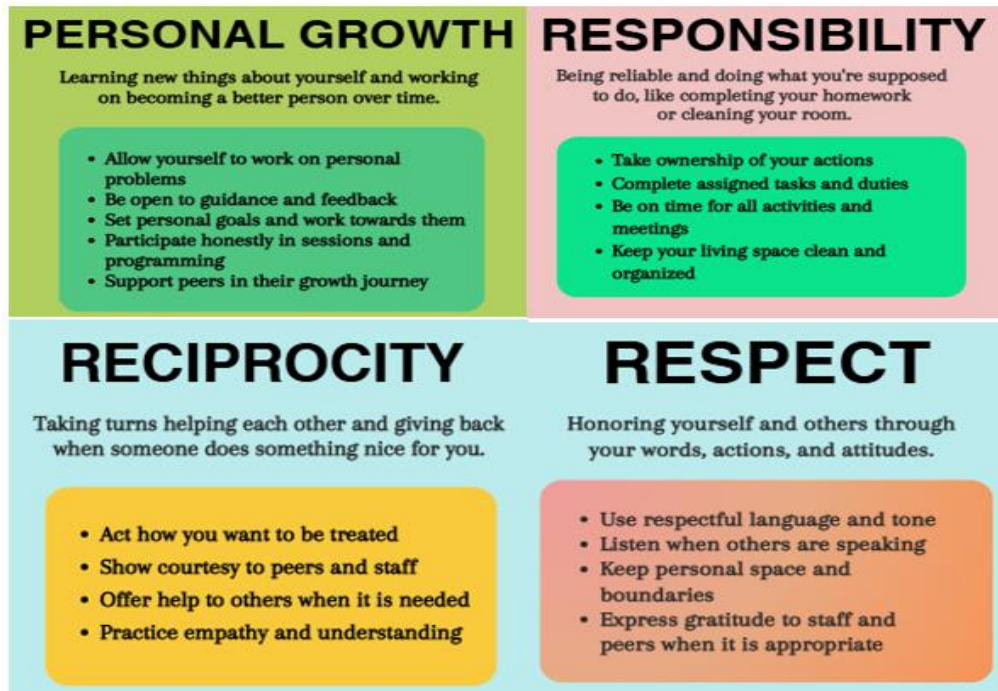 PERSONAL GROWTH
Learning new things about yourself and working
on becoming a better person over time.
• Allow yourself to work on personal
problems
• Be open to guidance and feedback
• Set personal goals and work towards them
• Participate honestly in sessions and
programming
• Support peers in their growth journey
RESPONSIBILITY
Being reliable and doing what you're supposed
to do, like completing your homework
or cleaning your room.
• Take ownership of your actions
• Complete assigned tasks and duties
• Be on time for all activities and
meetings
• Keep your living space clean and
organized
RECIPROCITY
Taking turns helping each other and giving back
when someone does something nice for you.
• Act how you want to be treated
• Show courtesy to peers and staff
• Offer help to others when it is needed
• Practice empathy and understanding
RESPECT
Honoring yourself and others through
your words, actions, and attitudes.
• Use respectful language and tone
• Listen when others are speaking
• Keep personal space and
boundaries
• Express gratitude to staff and
peers when it is appropriate